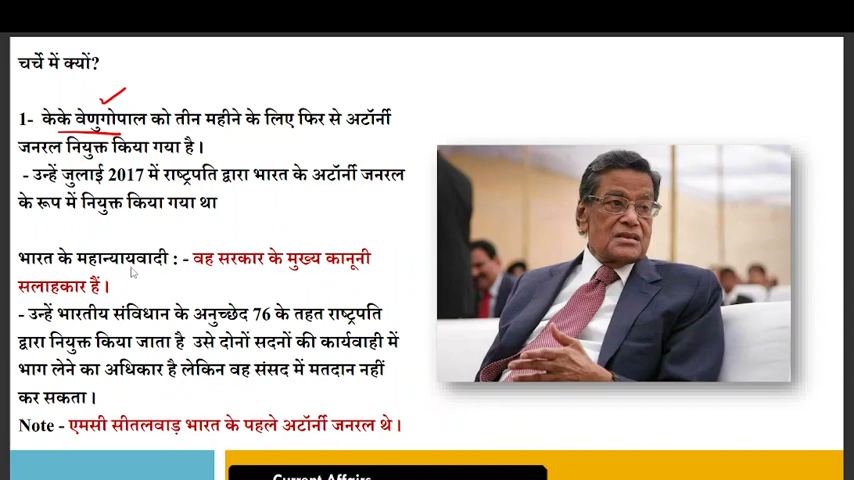 चर्चे में क्यों?
1- केके वेणुगोपाल को तीन महीने के लिए फिर से अटॉर्नी
जनरल नियुक्त किया गया है।
- उन्हें जुलाई 2017 में राष्ट्रपति द्वारा भारत के अटॉर्नी जनरल
के रूप में नियुक्त किया गया था
भारत के महान्यायवादी : - वह सरकार के मुख्य कानूनी
सलाहकार हैं।
- उन्हें भारतीय संविधान के अनुच्छेद 76 के तहत राष्ट्रपति
द्वारा नियुक्त किया जाता है उसे दोनों सदनों की कार्यवाही में
भाग लेने का अधिकार है लेकिन वह संसद में मतदान नहीं
कर सकता।
Note - एमसी सीतलवाड़ भारत के पहले अटॉर्नी जनरल थे।
Current Affairs